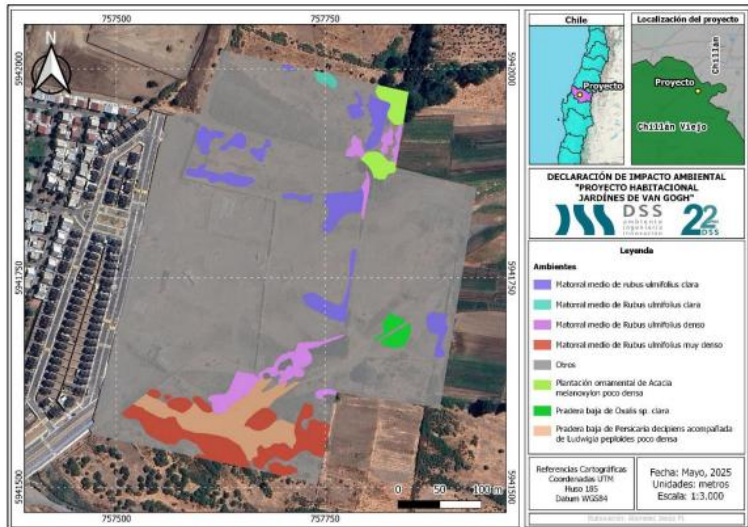 757500
757750
5942000
5942000
N
5941750
5941750
5941500
5941500
0 50 100 m
757500
757750
Chile
Proyecto
Localización del proyecto
Chillán
Proyecto
Chillán Viejo
DECLARACIÓN DE IMPACTO AMBIENTAL
"PROYECTO HABITACIONAL
JARDÍNES DE VAN GOGH"
DSS
ambiente
ingeniería
innovación
22
DSS
Leyenda
Ambientes
Matorral medio de rubus ulmifolius clara
Matorral medio de Rubus ulmifolius clara
Matorral medio de Rubus ulmifolius denso
Matorral medio de Rubus ulmifolius muy denso
Otros
Plantación ornamental de Acacia
melanoxylon poco densa
Pradera baja de Oxalis sp. clara
Pradera baja de Persicaria decipiens acompañada
de Ludwigia peploides poco densa
Referencias Cartográficas
Coordenadas UTM
Huso 18S
Datum WGS84
Fecha: Mayo, 2025
Unidades: metros
Escala: 1:3.000